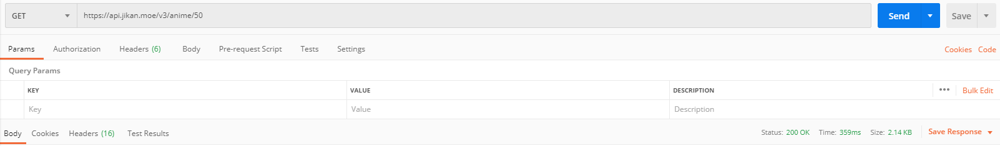 GET https://api.jikan.moe/v3/anime/50 Send Save
Params Authorization Headers (6) Body Pre-request Script Tests Settings Cookies Code
Query Params
KEY VALUE DESCRIPTION ••• Bulk Edit
Key Value Description
Body Cookies Headers (16) Test Results Status: 200 OK Time: 359ms Size: 2.14 KB Save Response